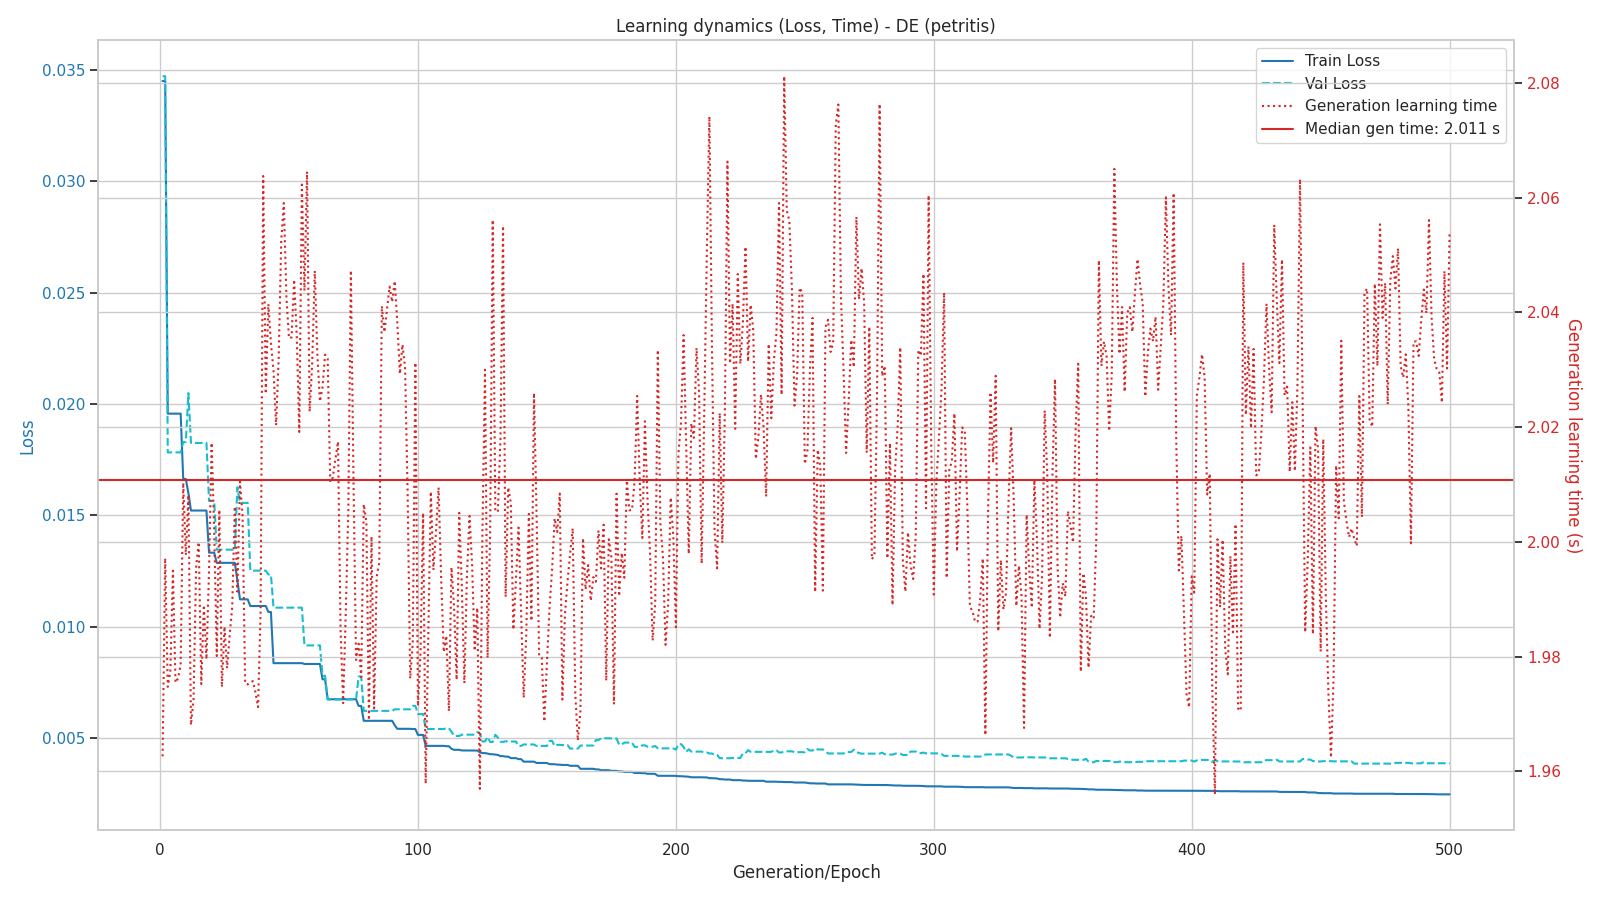 Learning dynamics (Loss, Time) - DE (petritis)
Train Loss
Val Loss
Generation learning time
Median gen time: 2.011 s
0.035
0.030
0.025
0.020
0.015
0.010
0.005
Loss
2.08
2.06
2.04
2.02
2.00
1.98
1.96
Generation learning time (s)
0
100
200
300
400
500
Generation/Epoch